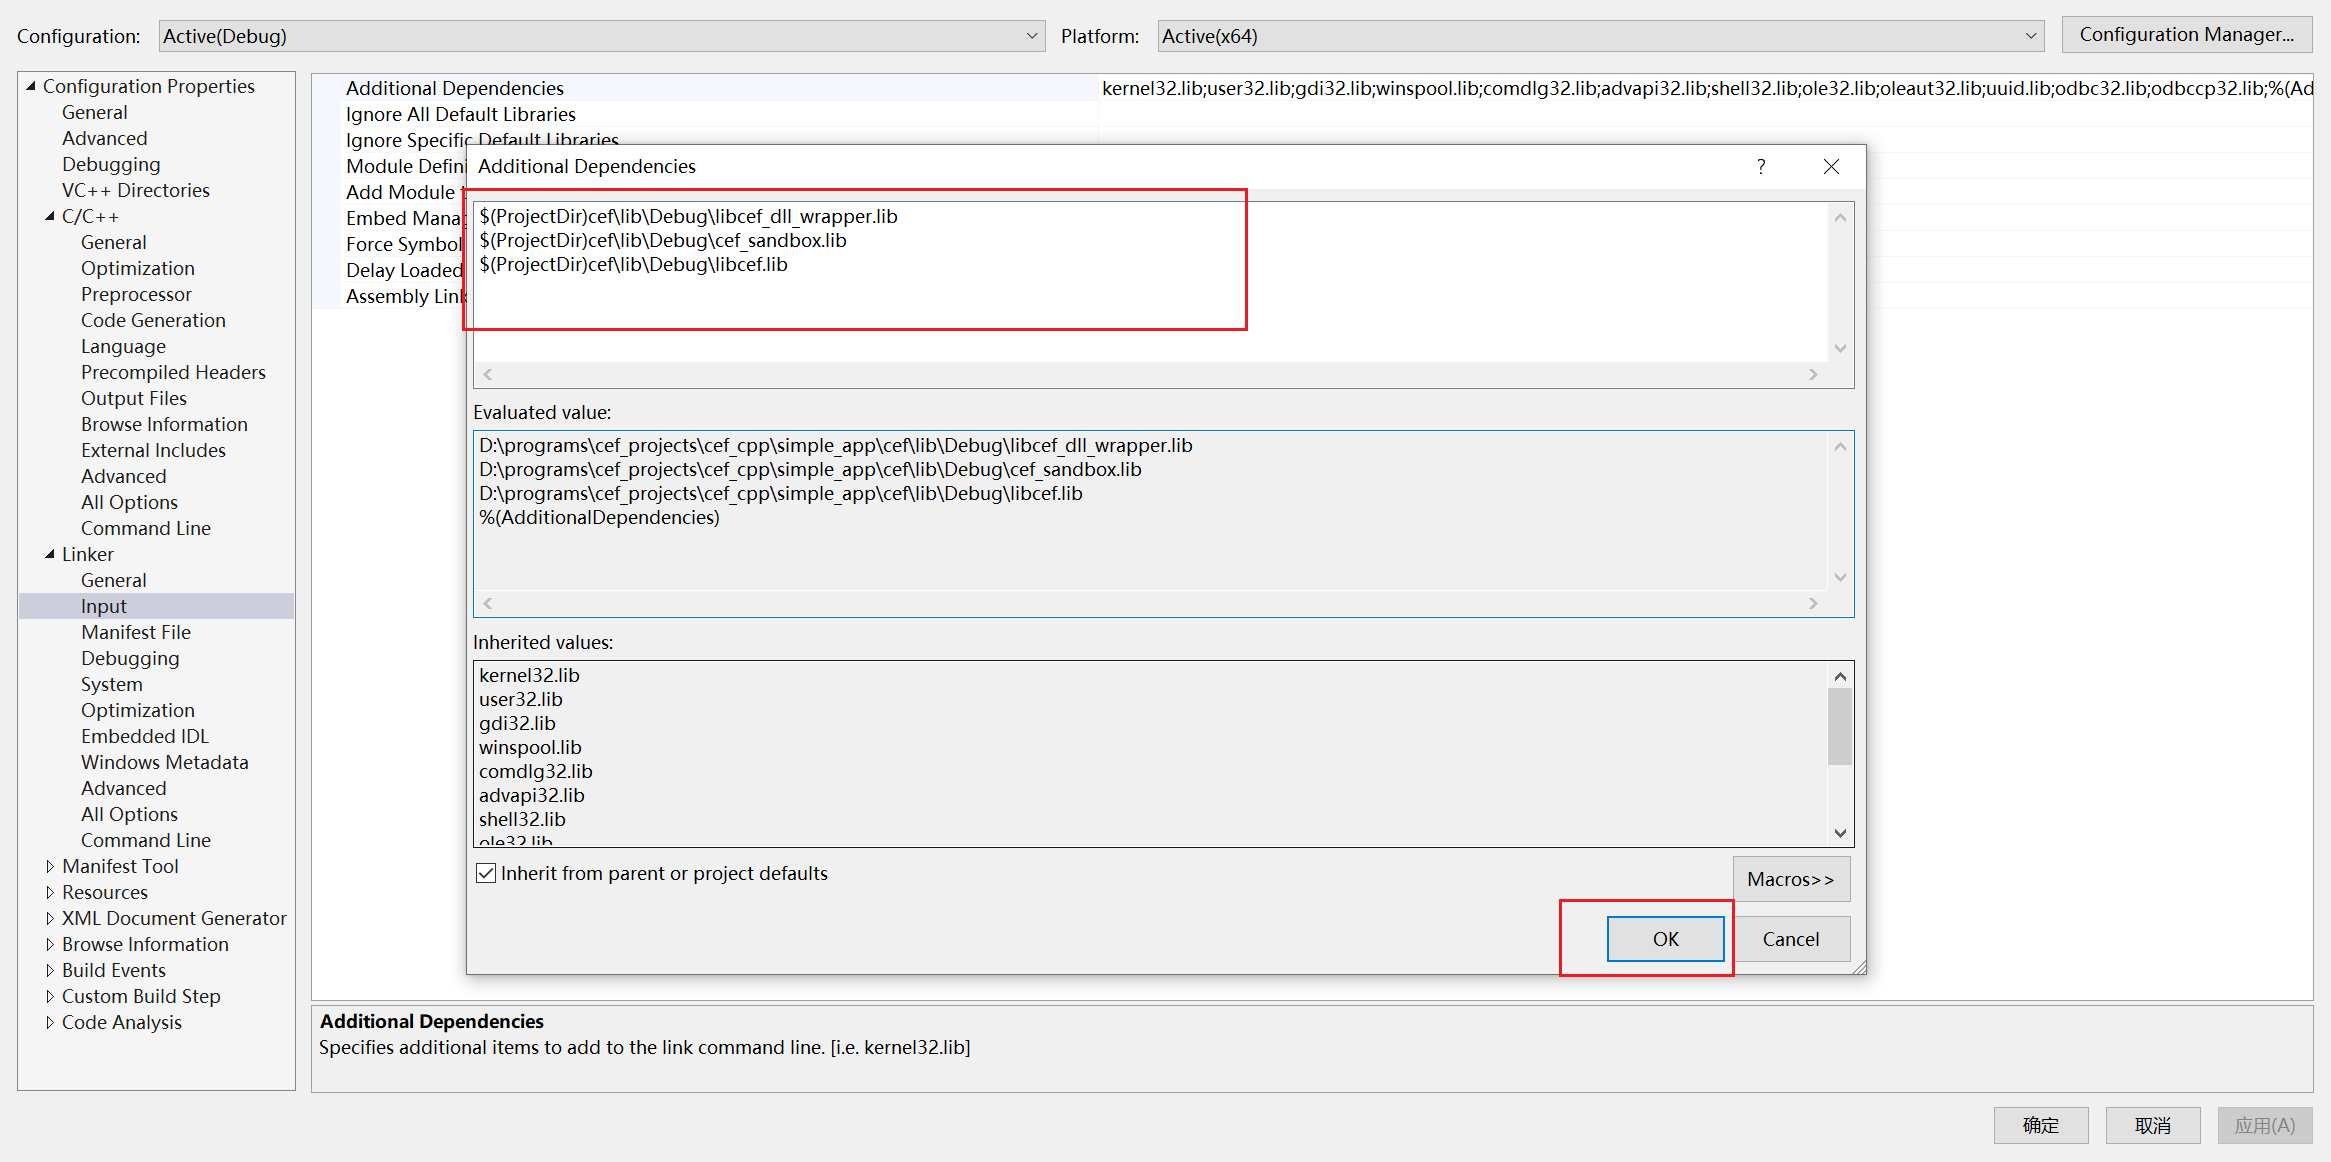 Configuration: Active(Debug) Platform: Active(x64) Configuration Manager...
Configuration Properties
General
Advanced
Debugging
VC++ Directories
C/C++
General
Optimization
Preprocessor
Code Generation
Language
Precompiled Headers
Output Files
Browse Information
External Includes
Advanced
All Options
Command Line
Linker
General
Input
Manifest File
Debugging
System
Optimization
Embedded IDL
Windows Metadata
Advanced
All Options
Command Line
Manifest Tool
Resources
XML Document Generator
Browse Information
Build Events
Custom Build Step
Code Analysis
Additional Dependencies kernel32.lib;user32.lib;gdi32.lib;winspool.lib;comdlg32.lib;advapi32.lib;shell32.lib;ole32.lib;oleaut32.lib;uuid.lib;odbc32.lib;odbccp32.lib;%(Ad
Ignore All Default Libraries
Ignore Specific Default Libraries
Module Defini
Add Module
Embed Mana
Force Symbol
Delay Loaded
Assembly Link
Additional Dependencies ?
$(ProjectDir)cef\lib\Debug\libcef_dll_wrapper.lib
$(ProjectDir)cef\lib\Debug\cef_sandbox.lib
$(ProjectDir)cef\lib\Debug\libcef.lib
Evaluated value:
D:\programs\cef_projects\cef_cpp\simple_app\cef\lib\Debug\libcef_dll_wrapper.lib
D:\programs\cef_projects\cef_cpp\simple_app\cef\lib\Debug\cef_sandbox.lib
D:\programs\cef_projects\cef_cpp\simple_app\cef\lib\Debug\libcef.lib
%(AdditionalDependencies)
Inherited values:
kernel32.lib
user32.lib
gdi32.lib
winspool.lib
comdlg32.lib
advapi32.lib
shell32.lib
ole32.lib
Inherit from parent or project defaults
Macros>>
OK Cancel
Additional Dependencies
Specifies additional items to add to the link command line. [i.e. kernel32.lib]
确定 取消 应用(A)